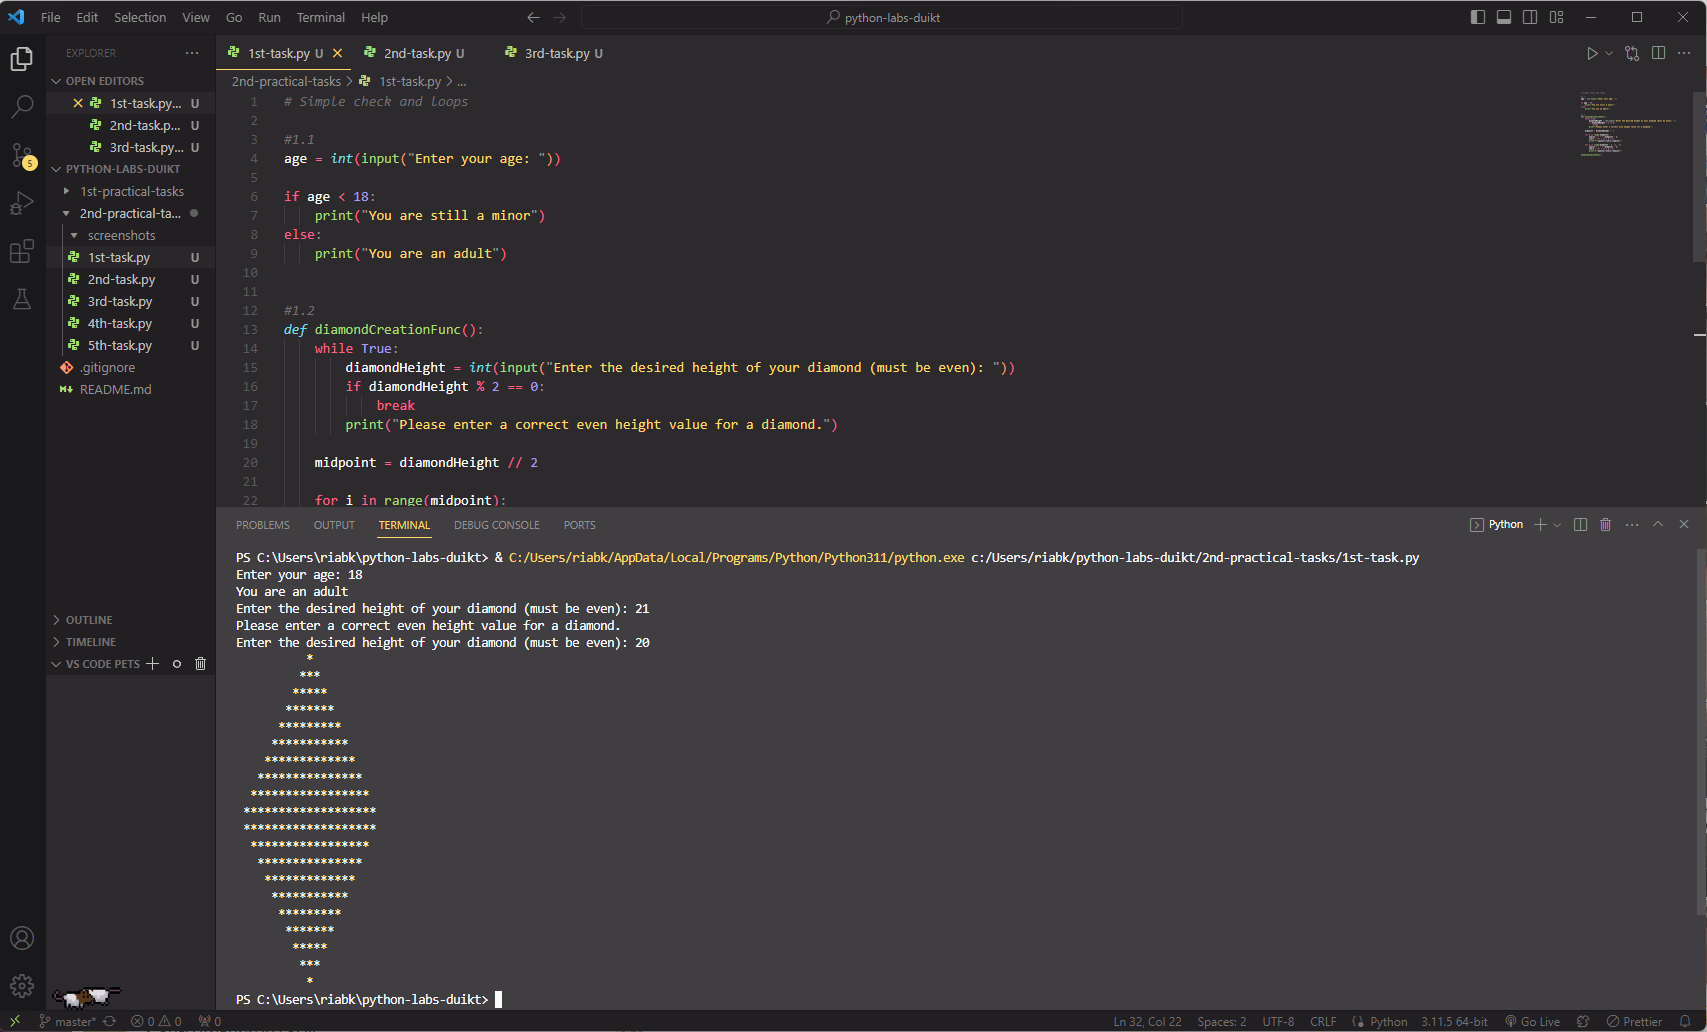 File Edit Selection View Go Run Terminal Help
python-labs-duikt
EXPLORER
OPEN EDITORS
1st-task.py... U
2nd-task.p... U
3rd-task.py... U
PYTHON-LABS-DUIKT
1st-practical-tasks
2nd-practical-ta...
screenshots
1st-task.py U
2nd-task.py U
3rd-task.py U
4th-task.py U
5th-task.py U
.gitignore
README.md
OUTLINE
TIMELINE
VS CODE PETS
5
1st-task.py U 2nd-task.py U 3rd-task.py U
2nd-practical-tasks > 1st-task.py > ...
1 # Simple check and loops
2
3 #1.1
4 age = int(input("Enter your age: "))
5
6 if age < 18:
7 print("You are still a minor")
8 else:
9 print("You are an adult")
10
11
12 #1.2
13 def diamondCreationFunc():
14 while True:
15 diamondHeight = int(input("Enter the desired height of your diamond (must be even): "))
16 if diamondHeight % 2 == 0:
17 break
18 print("Please enter a correct even height value for a diamond.")
19
20 midpoint = diamondHeight // 2
21
22 for i in range(midpoint):
PROBLEMS OUTPUT TERMINAL DEBUG CONSOLE PORTS
Python
PS C:\Users\riabk\python-labs-duikt> & C:/Users/riabk/AppData/Local/Programs/Python/Python311/python.exe c:/Users/riabk/python-labs-duikt/2nd-practical-tasks/1st-task.py
Enter your age: 18
You are an adult
Enter the desired height of your diamond (must be even): 21
Please enter a correct even height value for a diamond.
Enter the desired height of your diamond (must be even): 20
*
***
*****
*******
*********
***********
*************
***************
*****************
*******************
*******************
*****************
***************
*************
***********
*********
*******
*****
***
*
PS C:\Users\riabk\python-labs-duikt>
master* 0 0 0
Ln 32, Col 22 Spaces: 2 UTF-8 CRLF Python 3.11.5 64-bit Go Live Prettier